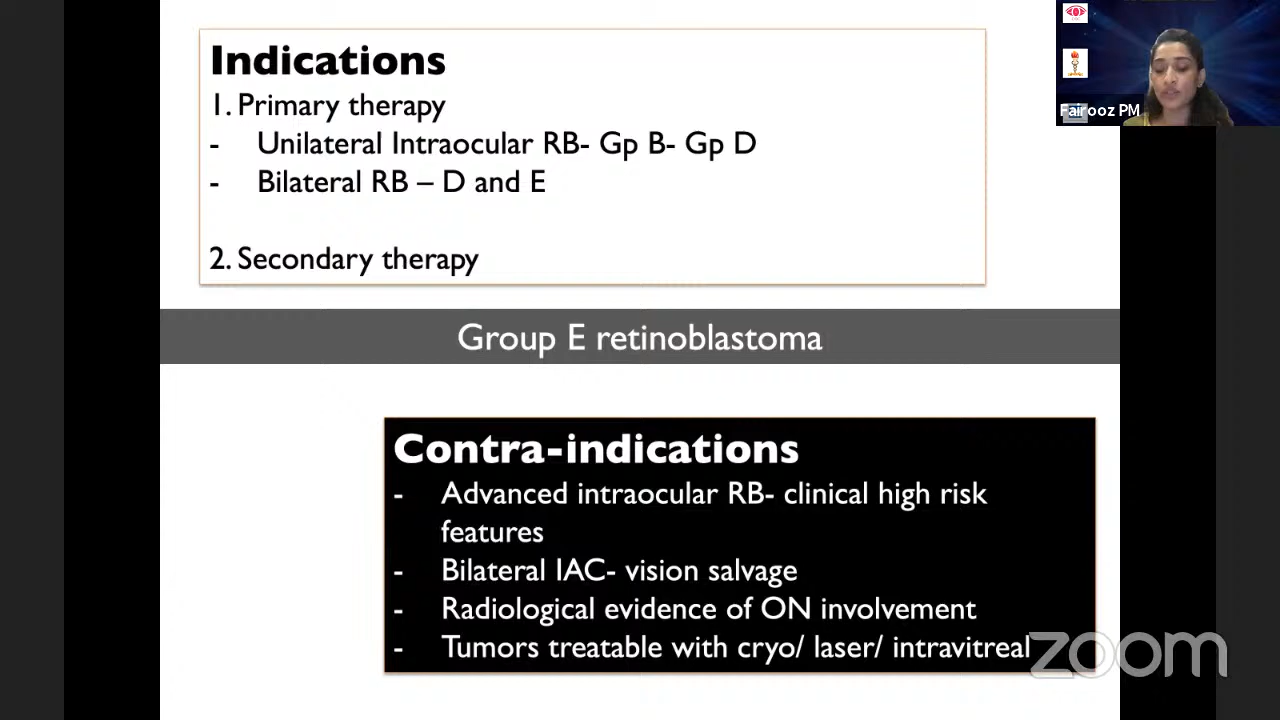 Indications
1. Primary therapy
- Unilateral Intraocular RB- Gp B- Gp D
- Bilateral RB – D and E
2. Secondary therapy
Group E retinoblastoma
Contra-indications
- Advanced intraocular RB- clinical high risk
features
- Bilateral IAC- vision salvage
- Radiological evidence of ON involvement
- Tumors treatable with cryo/ laser/ intravitreal
Fairooz PM
zoom